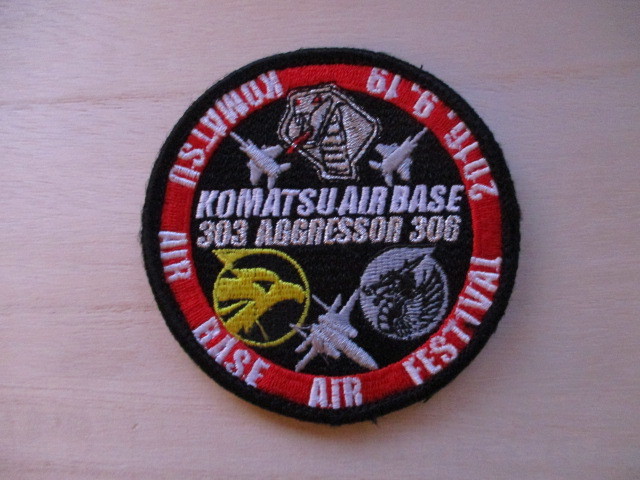 KOMATSU AIR BASE AIR FESTIVAL 2016. 9. 19
KOMATSU AIR BASE
303 AGGRESSOR 306